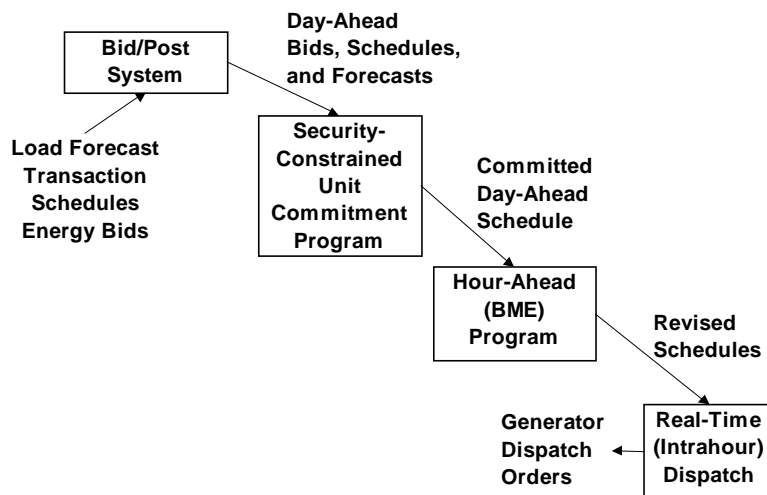 Bid/Post
System
Day-Ahead
Bids, Schedules,
and Forecasts
Load Forecast
Transaction
Schedules
Energy Bids
Security-
Constrained
Unit
Commitment
Program
Committed
Day-Ahead
Schedule
Hour-Ahead
(BME)
Program
Revised
Schedules
Real-Time
(Intrahour)
Dispatch
Generator
Dispatch
Orders